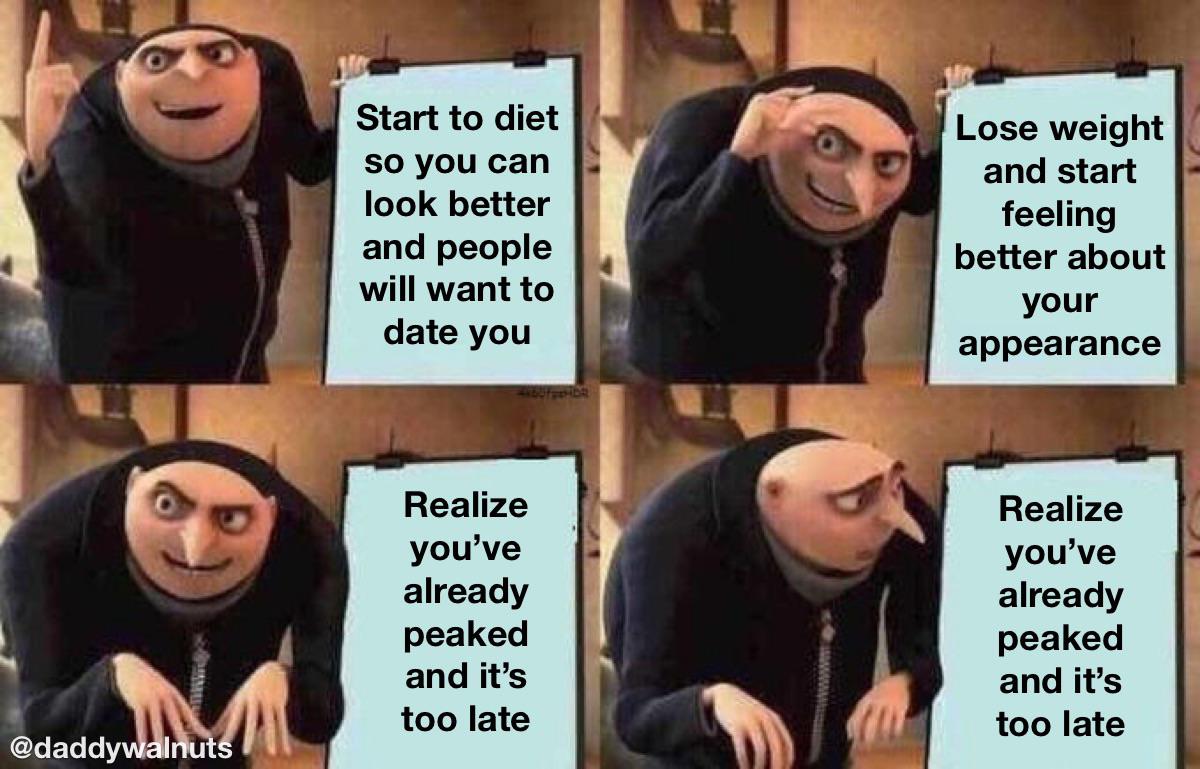 Start to diet
so you can
look better
and people
will want to
date you
Lose weight
and start
feeling
better about
your
appearance
Realize
you’ve
already
peaked
and it’s
too late
Realize
you’ve
already
peaked
and it’s
too late
@daddywalnuts